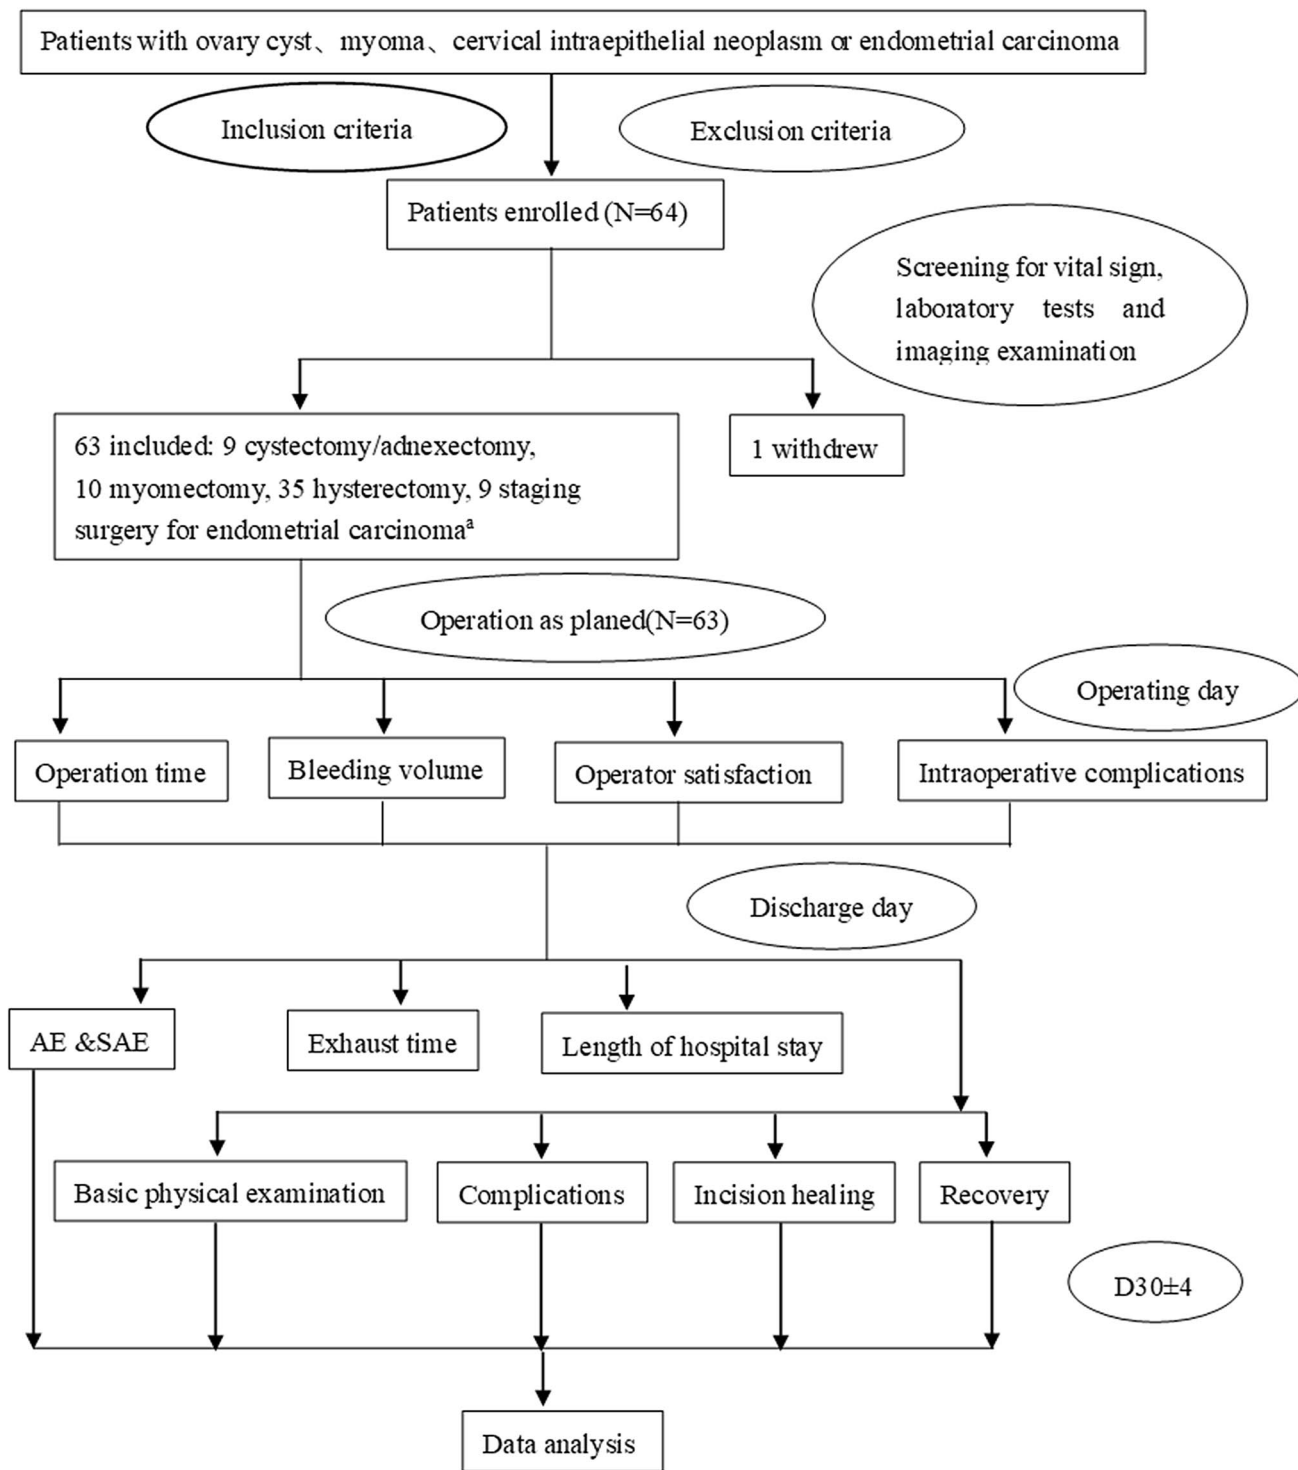 Patients with ovary cyst、myoma、cervical intraepithelial neoplasm or endometrial carcinoma
Inclusion criteria
Exclusion criteria
Patients enrolled (N=64)
Screening for vital sign,
laboratory tests and
imaging examination
63 included: 9 cystectomy/adnexectomy,
10 myomectomy, 35 hysterectomy, 9 staging
surgery for endometrial carcinomaᵃ
1 withdrew
Operation as planed(N=63)
Operating day
Operation time
Bleeding volume
Operator satisfaction
Intraoperative complications
Discharge day
AE &SAE
Exhaust time
Length of hospital stay
Basic physical examination
Complications
Incision healing
Recovery
D30±4
Data analysis